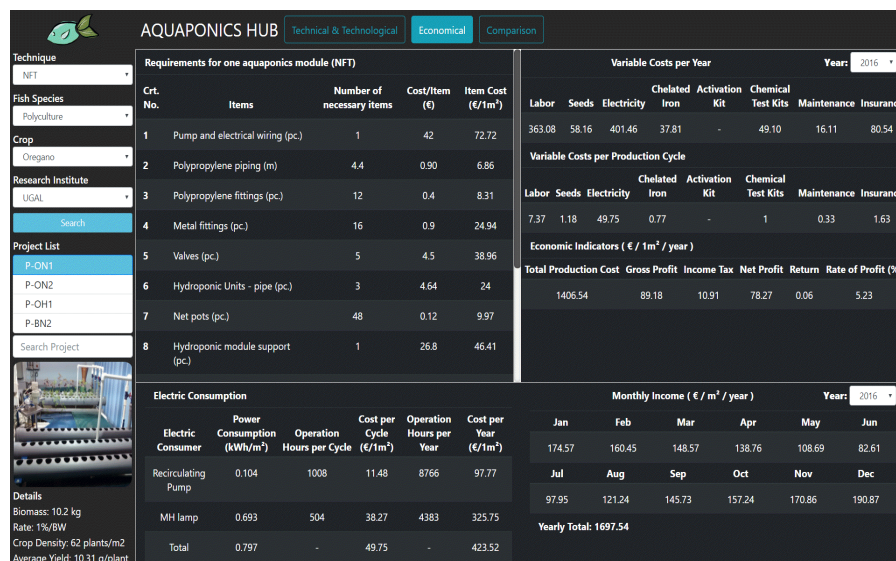 AQUAPONICS HUB
Technical & Technological
Economical
Comparison
Technique
NFT
Fish Species
Polyculture
Crop
Oregano
Research Institute
UGAL
Search
Project List
P-ON1
P-ON2
P-OH1
P-BN2
Search Project
Details
Biomass: 10.2 kg
Rate: 1%/BW
Crop Density: 62 plants/m2
Average Yield: 10.31 g/plant
Requirements for one aquaponics module (NFT)
Crt. No. Items Number of necessary items Cost/Item (€) Item Cost (€/1m²)
1 Pump and electrical wiring (pc.) 1 42 72.72
2 Polypropylene piping (m) 4.4 0.90 6.86
3 Polypropylene fittings (pc.) 12 0.4 8.31
4 Metal fittings (pc.) 16 0.9 24.94
5 Valves (pc.) 5 4.5 38.96
6 Hydroponic Units - pipe (pc.) 3 4.64 24
7 Net pots (pc.) 48 0.12 9.97
8 Hydroponic module support (pc.) 1 26.8 46.41
Variable Costs per Year Year: 2016
Labor Seeds Electricity Chelated Iron Activation Kit Chemical Test Kits Maintenance Insuranc
363.08 58.16 401.46 37.81 - 49.10 16.11 80.54
Variable Costs per Production Cycle
Labor Seeds Electricity Chelated Iron Activation Kit Chemical Test Kits Maintenance Insuranc
7.37 1.18 49.75 0.77 - 1 0.33 1.63
Economic Indicators ( € / 1m² / year )
Total Production Cost Gross Profit Income Tax Net Profit Return Rate of Profit (%
1406.54 89.18 10.91 78.27 0.06 5.23
Electric Consumption
Electric Consumer Power Consumption (kWh/m²) Operation Hours per Cycle Cost per Cycle (€/1m²) Operation Hours per Year Cost per Year (€/1m²)
Recirculating Pump 0.104 1008 11.48 8766 97.77
MH lamp 0.693 504 38.27 4383 325.75
Total 0.797 - 49.75 - 423.52
Monthly Income ( € / m² / year ) Year: 2016
Jan Feb Mar Apr May Jun
174.57 160.45 148.57 138.76 108.69 82.61
Jul Aug Sep Oct Nov Dec
97.95 121.24 145.73 157.24 170.86 190.87
Yearly Total: 1697.54